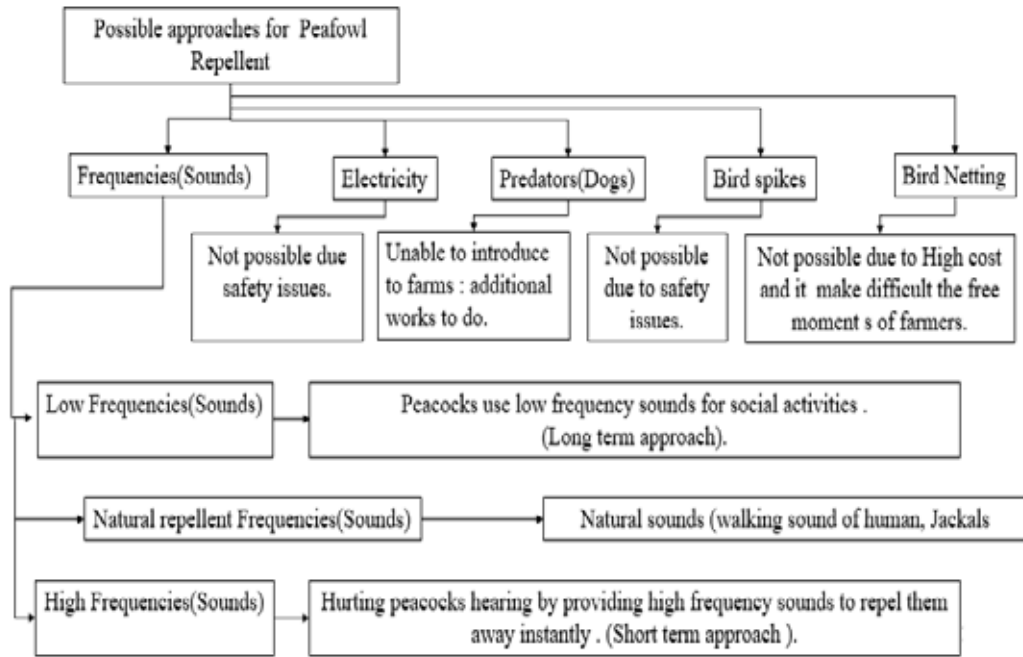 Possible approaches for Peafowl
Repellent
Frequencies(Sounds)
Electricity
Predators(Dogs)
Bird spikes
Bird Netting
Not possible due
safety issues.
Unable to introduce
to farms : additional
works to do.
Not possible
due to safety
issues.
Not possible due to High cost
and it make difficult the free
moment s of farmers.
Low Frequencies(Sounds)
Peacocks use low frequency sounds for social activities .
(Long term approach).
Natural repellent Frequencies(Sounds)
Natural sounds (walking sound of human, Jackals
High Frequencies(Sounds)
Hurting peacocks hearing by providing high frequency sounds to repel them
away instantly . (Short term approach ).